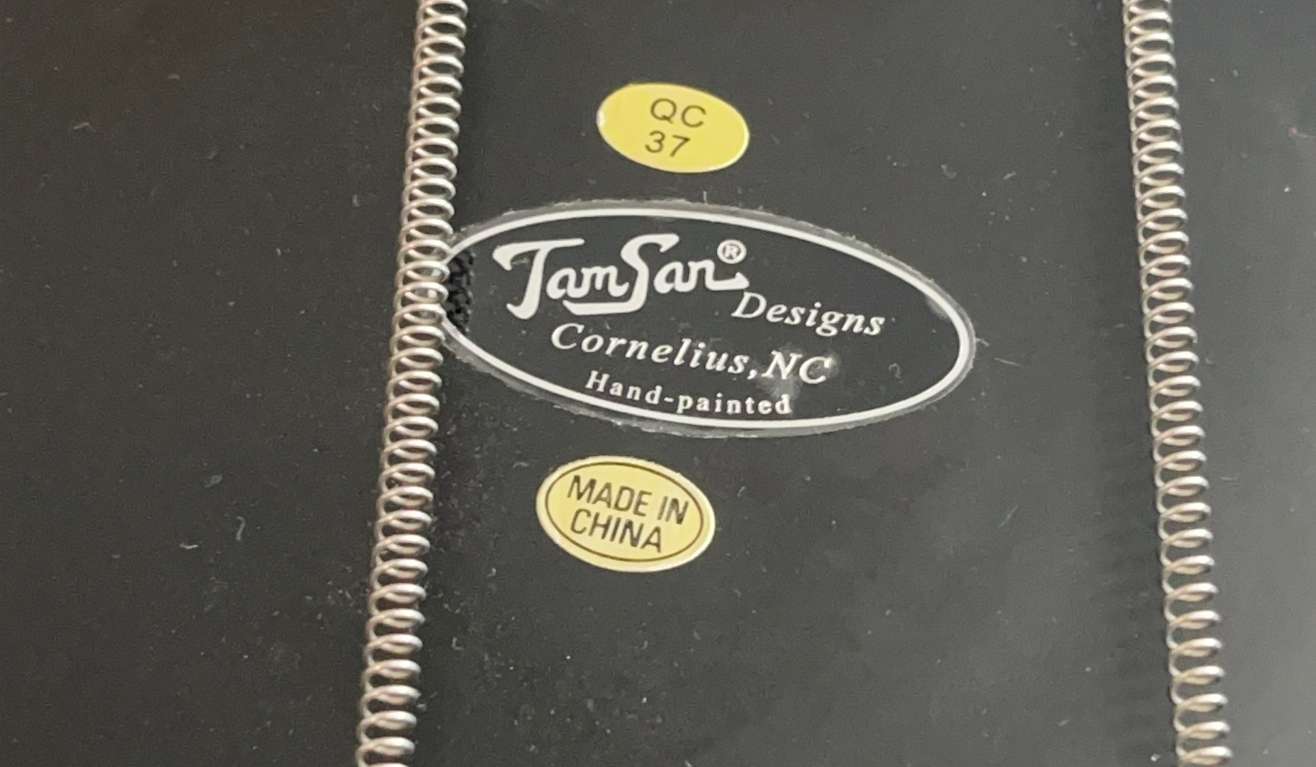 QC
37
TamSan®
Designs
Cornelius, NC
Hand-painted
MADE IN
CHINA